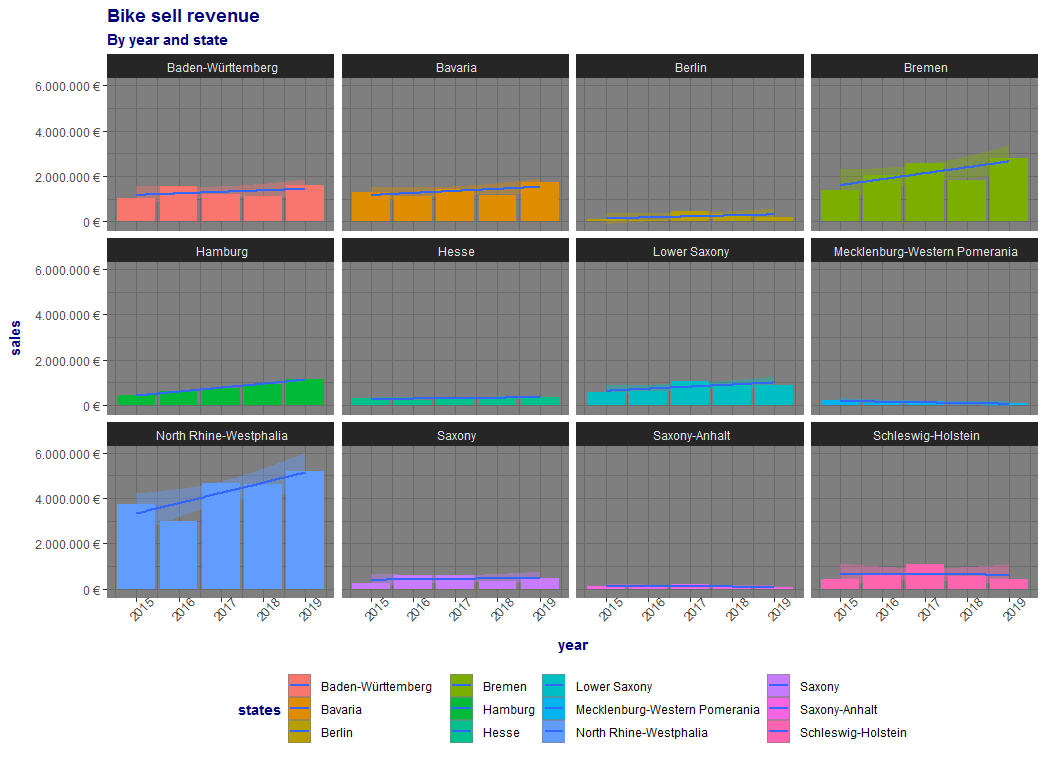 Bike sell revenue
By year and state
Baden-Württemberg
Bavaria
Berlin
Bremen
6.000.000 €
4.000.000 €
2.000.000 €
0 €
Hamburg
Hesse
Lower Saxony
Mecklenburg-Western Pomerania
6.000.000 €
4.000.000 €
2.000.000 €
0 €
sales
North Rhine-Westphalia
Saxony
Saxony-Anhalt
Schleswig-Holstein
6.000.000 €
4.000.000 €
2.000.000 €
0 €
2015 2016 2017 2018 2019
2015 2016 2017 2018 2019
2015 2016 2017 2018 2019
2015 2016 2017 2018 2019
year
states
Baden-Württemberg
Bavaria
Berlin
Bremen
Hamburg
Hesse
Lower Saxony
Mecklenburg-Western Pomerania
North Rhine-Westphalia
Saxony
Saxony-Anhalt
Schleswig-Holstein